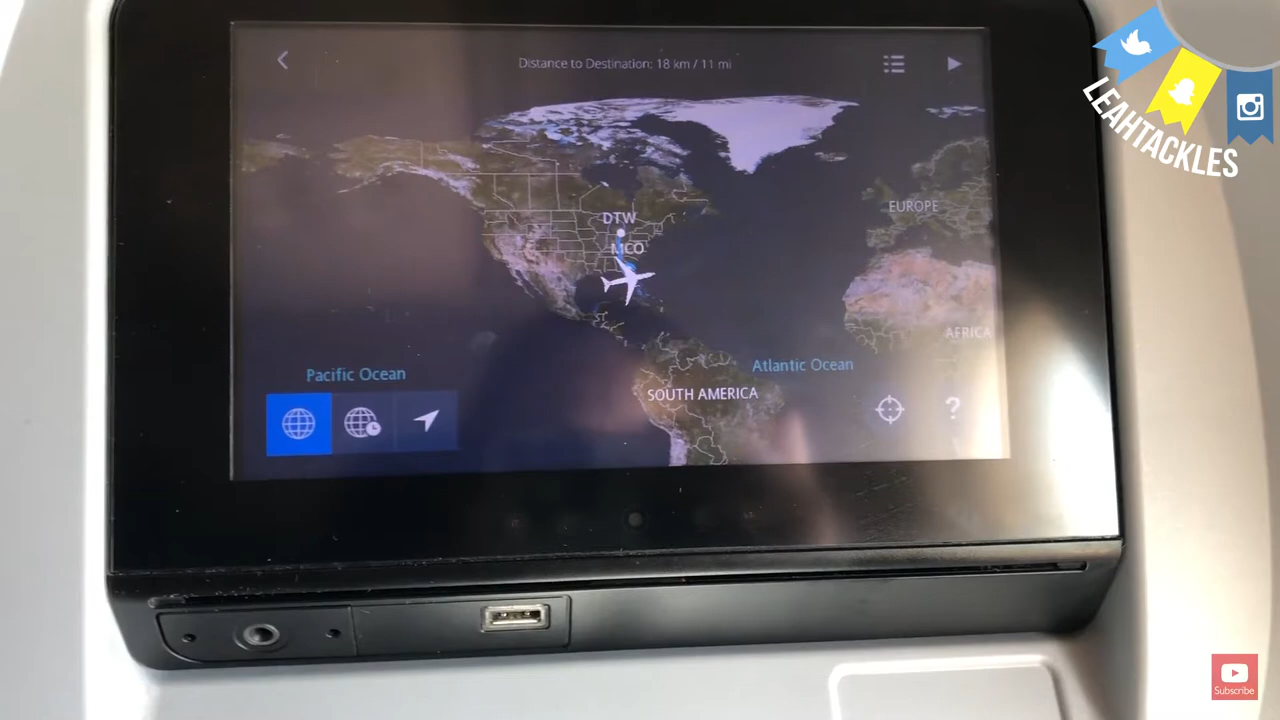 Distance to Destination: 18 km / 11 mi
LEAHTACKLES
DTW
EUROPE
MCO
AFRICA
Atlantic Ocean
Pacific Ocean
SOUTH AMERICA
?
Subscribe